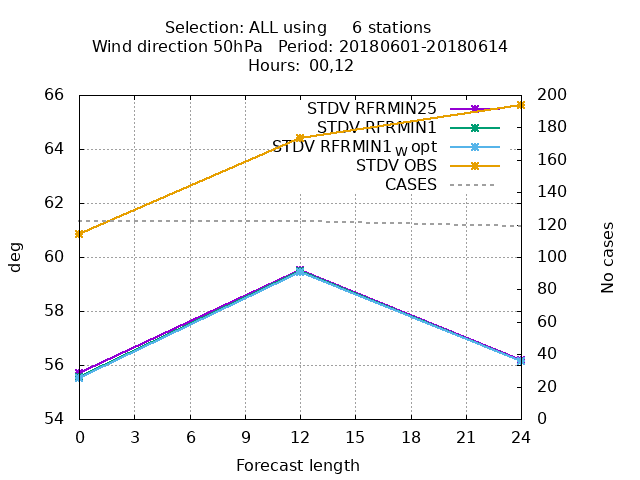 Selection: ALL using     6 stations
Wind direction 50hPa   Period: 20180601-20180614
Hours: 00,12
66
64
62
60
58
56
54
deg
200
180
160
140
120
100
80
60
40
20
0
No cases
STDV RFRMIN25
STDV RFRMIN1
STDV RFRMIN1w opt
STDV OBS
CASES
0 3 6 9 12 15 18 21 24
Forecast length